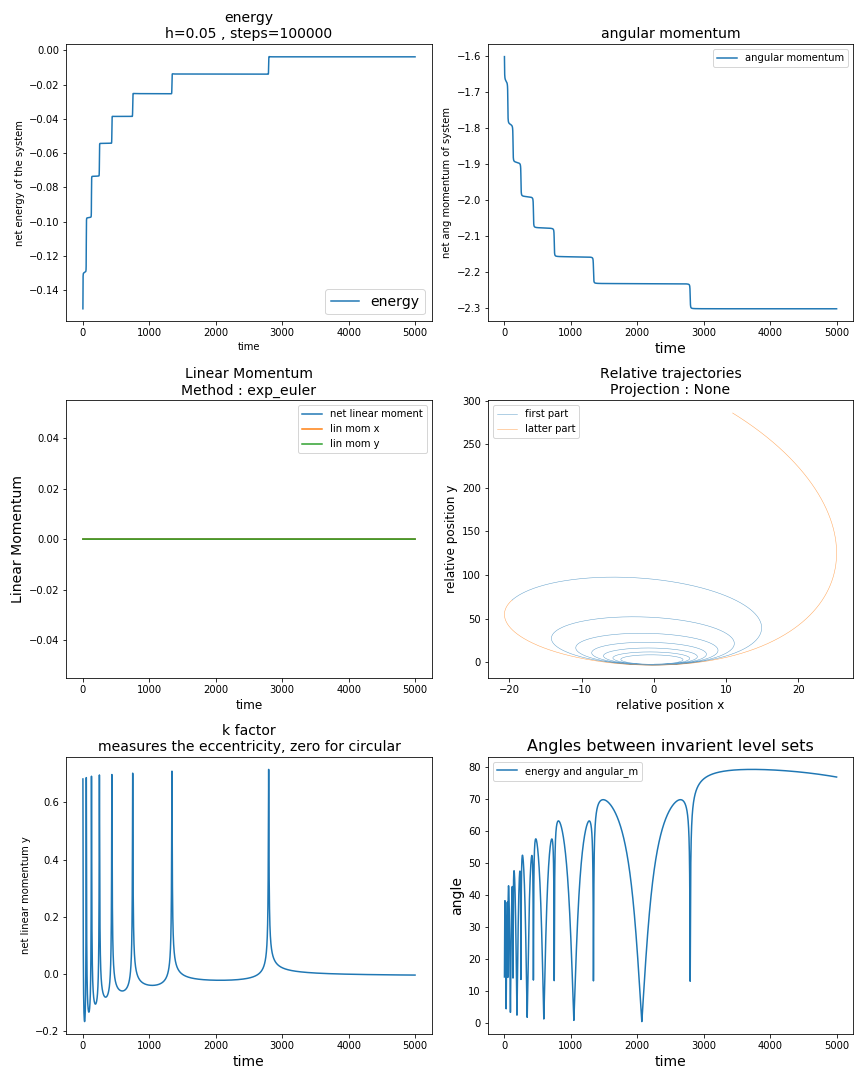 energy
h=0.05 , steps=100000
0.00
−0.02
−0.04
−0.06
−0.08
−0.10
−0.12
−0.14
net energy of the system
energy
0 1000 2000 3000 4000 5000
time
angular momentum
−1.6
−1.7
−1.8
−1.9
−2.0
−2.1
−2.2
−2.3
net ang momentum of system
angular momentum
0 1000 2000 3000 4000 5000
time
Linear Momentum
Method : exp_euler
0.04
0.02
0.00
−0.02
−0.04
Linear Momentum
net linear moment
lin mom x
lin mom y
0 1000 2000 3000 4000 5000
time
Relative trajectories
Projection : None
300
250
200
150
100
50
0
relative position y
first part
latter part
−20 −10 0 10 20
relative position x
k factor
measures the eccentricity, zero for circular
0.6
0.4
0.2
0.0
−0.2
net linear momentum y
0 1000 2000 3000 4000 5000
time
Angles between invarient level sets
80
70
60
50
40
30
20
10
0
angle
energy and angular_m
0 1000 2000 3000 4000 5000
time